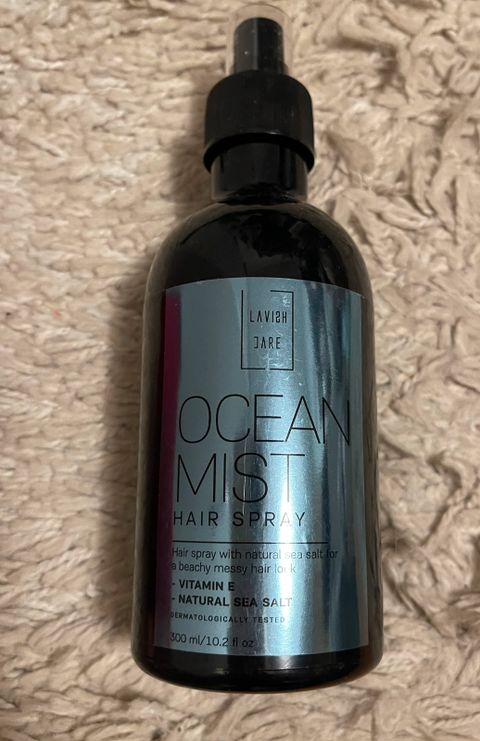 LAVISH
CARE
OCEAN
MIST
HAIR SPRAY
Hair spray with natural sea salt for
a beachy messy hair look
- VITAMIN E
- NATURAL SEA SALT
DERMATOLOGICALLY TESTED
300 ml/10.2 fl oz